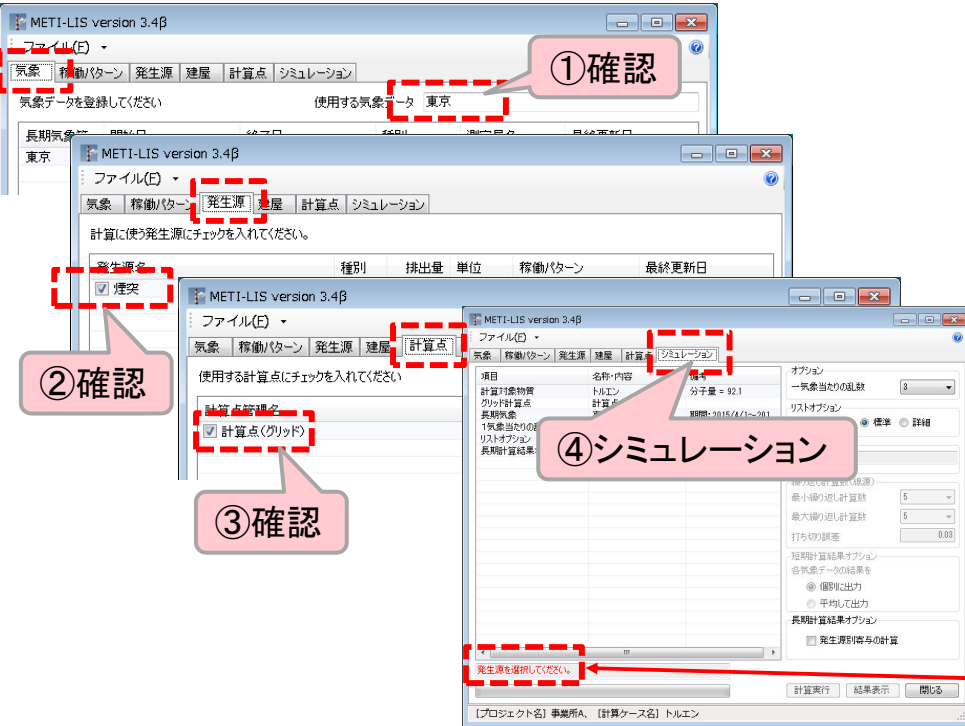 METI-LIS version 3.4β
ファイル(F)
気象 稼働パターン 発生源 建屋 計算点 シミュレーション
①確認
気象データを登録してください 使用する気象データ 東京
長期気象 開始日 終了日 種別 測定局名 最終更新日
東京
METI-LIS version 3.4β
ファイル(F)
気象 稼働パターン 発生源 建屋 計算点 シミュレーション
計算に使う発生源にチェックを入れてください。
発生源名 種別 排出量 単位 稼働パターン 最終更新日
煙突
②確認
METI-LIS version 3.4β
ファイル(F)
気象 稼働パターン 発生源 建屋 計算点
使用する計算点にチェックを入れてください
計算点管理名
計算点(グリッド)
③確認
METI-LIS version 3.4β
ファイル(F)
気象 稼働パターン 発生源 建屋 計算点 シミュレーション
項目 名称・内容 備考
計算対象物質 トルエン 分子量 = 92.1
グリッド計算点 計算点
長期気象 期間: 2015/4/1～201
1気象当たりの乱
リストオプション
長期計算結果
④シミュレーション
オプション
一気象当たりの乱数 3
リストオプション
標準 詳細
繰り返し計算数(線源)
最小繰り返し計算数 5
最大繰り返し計算数 5
打ち切り誤差 0.03
短期計算結果オプション
各気象データの結果を
個別に出力
平均して出力
長期計算結果オプション
発生源別寄与の計算
発生源を選択してください。
計算実行 結果表示 閉じる
[プロジェクト名] 事業所A、 [計算ケース名] トルエン